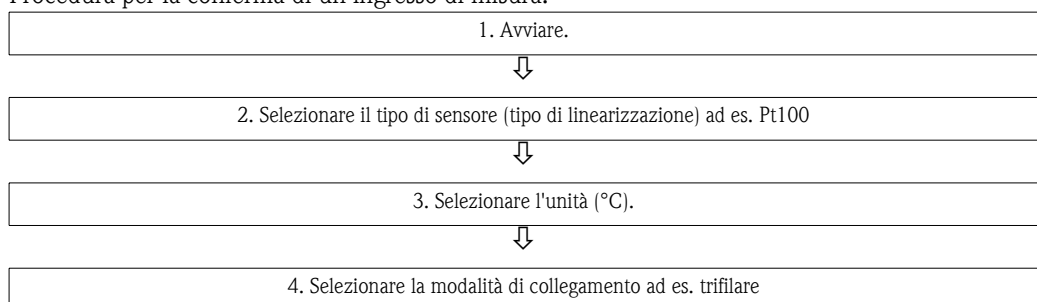 Procedura per la conferma di un ingresso di misura:
1. Avviare.
⇩
2. Selezionare il tipo di sensore (tipo di linearizzazione) ad es. Pt100
⇩
3. Selezionare l'unità (°C).
⇩
4. Selezionare la modalità di collegamento ad es. trifilare